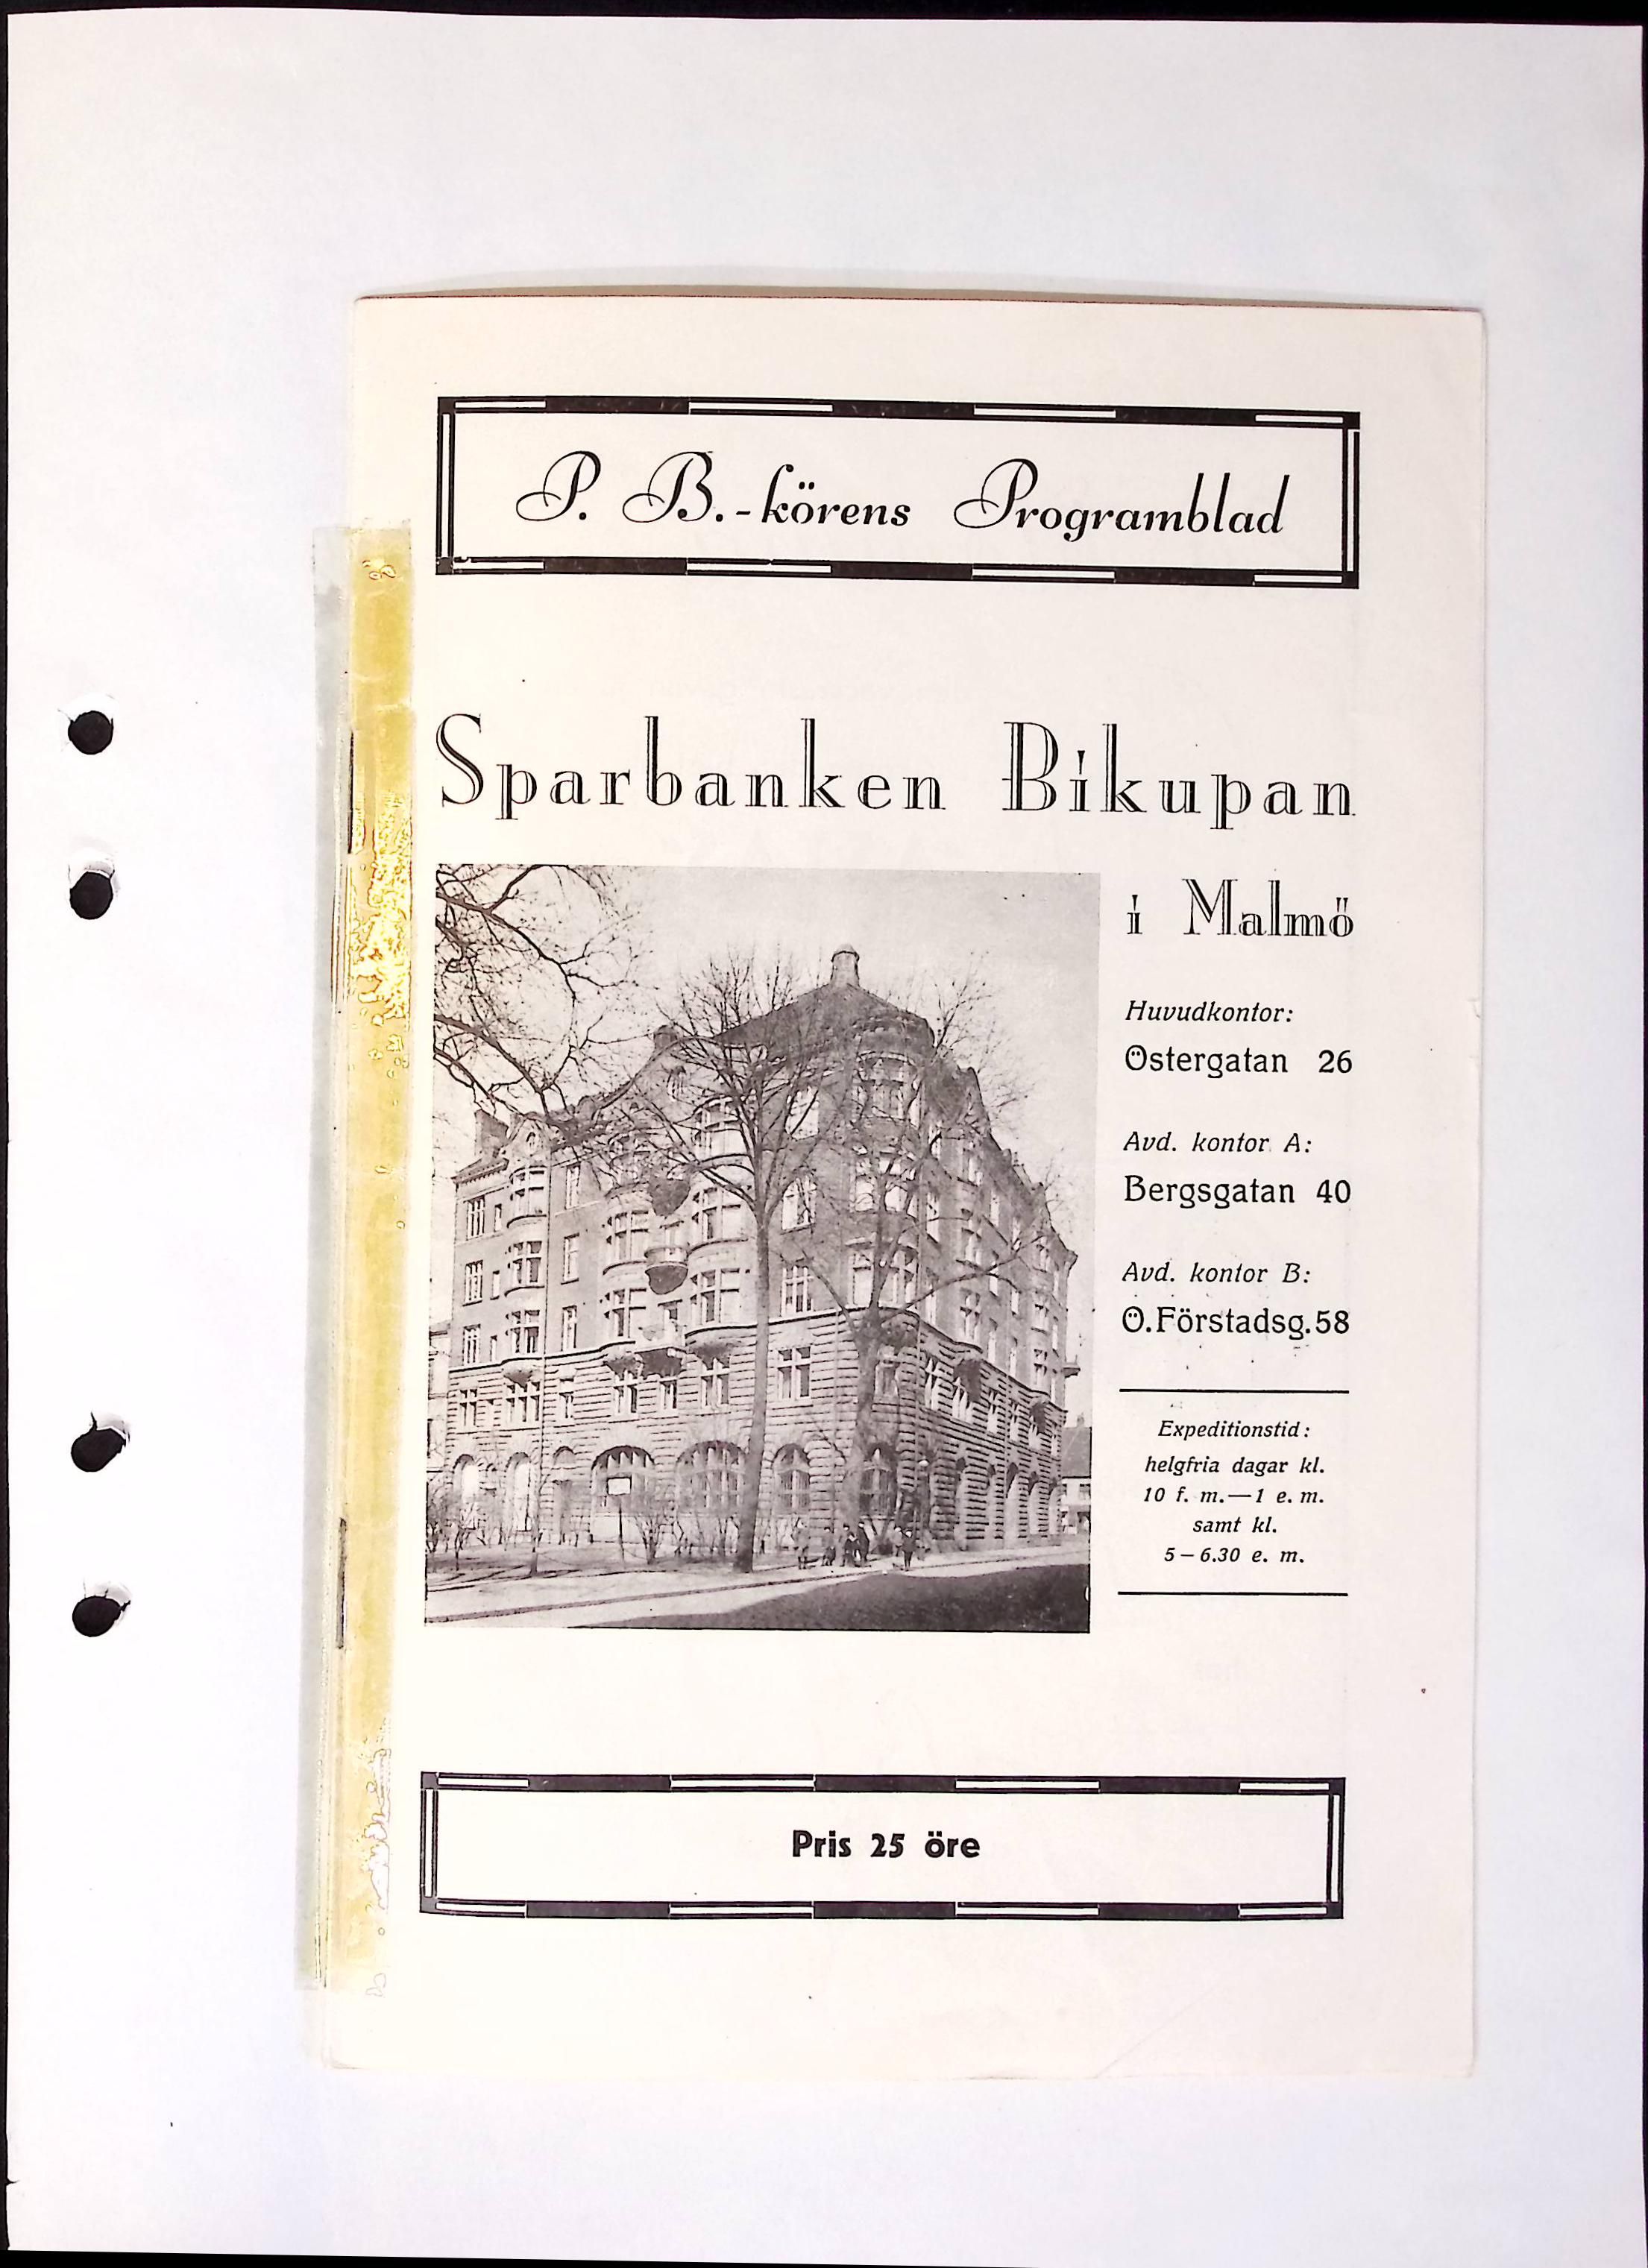 P. B.-körens Programblad
Sparbanken Bikupan
i Malmö
Huvudkontor:
Östergatan 26
Avd. kontor A:
Bergsgatan 40
Avd. kontor B:
Ö. Förstadsg. 58
Expeditionstid:
helgfria dagar kl.
10 f. m.—1 e. m.
samt kl.
5 – 6.30 e. m.
Pris 25 öre